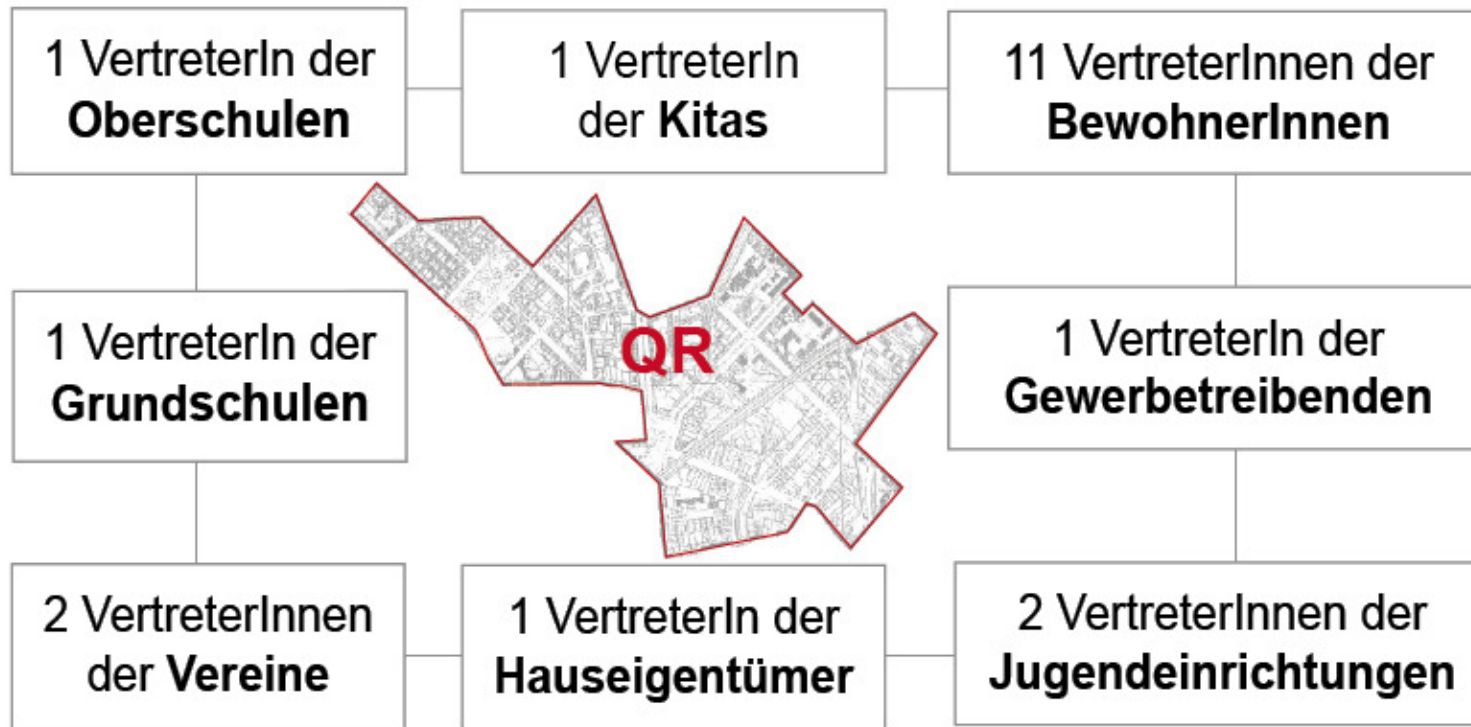 1 VertreterIn der
Oberschulen
1 VertreterIn
der Kitas
11 VertreterInnen der
BewohnerInnen
1 VertreterIn der
Grundschulen
QR
1 VertreterIn der
Gewerbetreibenden
2 VertreterInnen
der Vereine
1 VertreterIn der
Hauseigentümer
2 VertreterInnen der
Jugendeinrichtungen